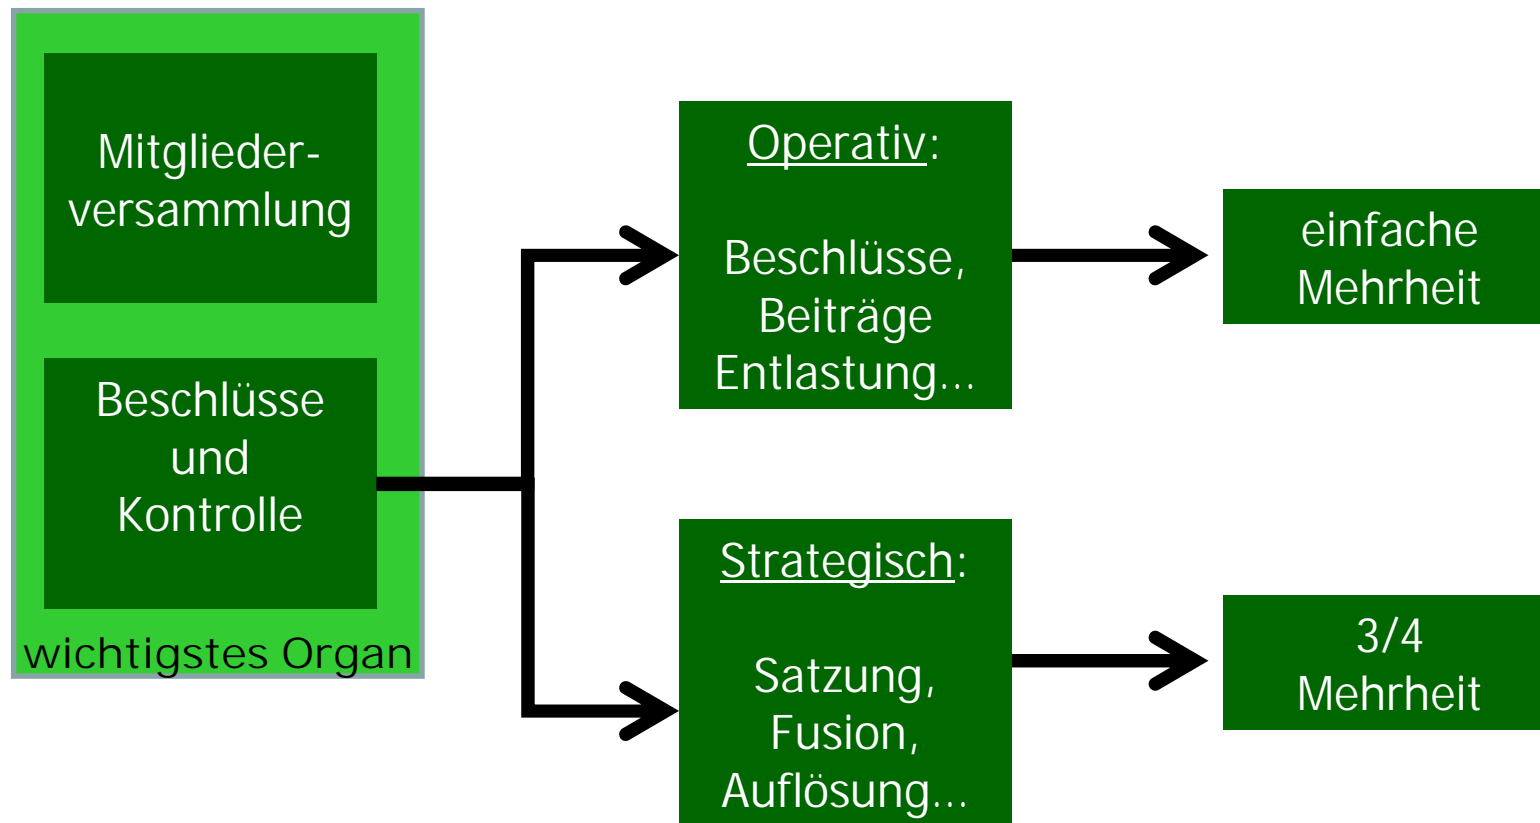 Mitglieder-
versammlung
Beschlüsse
und
Kontrolle
wichtigstes Organ
Operativ:
Beschlüsse,
Beiträge
Entlastung...
einfache
Mehrheit
Strategisch:
Satzung,
Fusion,
Auflösung...
3/4
Mehrheit